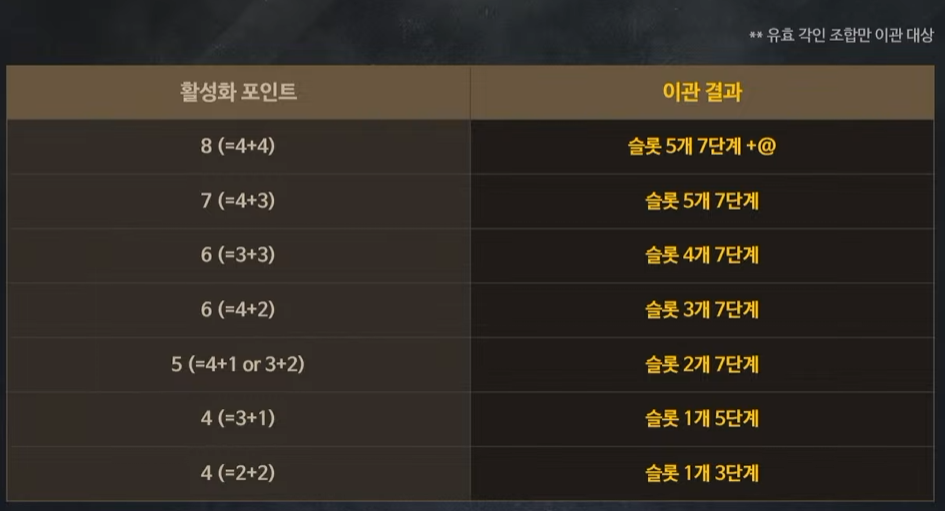 ** 유효 각인 조합만 이관 대상
활성화 포인트 이관 결과
8 (=4+4) 슬롯 5개 7단계 +@
7 (=4+3) 슬롯 5개 7단계
6 (=3+3) 슬롯 4개 7단계
6 (=4+2) 슬롯 3개 7단계
5 (=4+1 or 3+2) 슬롯 2개 7단계
4 (=3+1) 슬롯 1개 5단계
4 (=2+2) 슬롯 1개 3단계